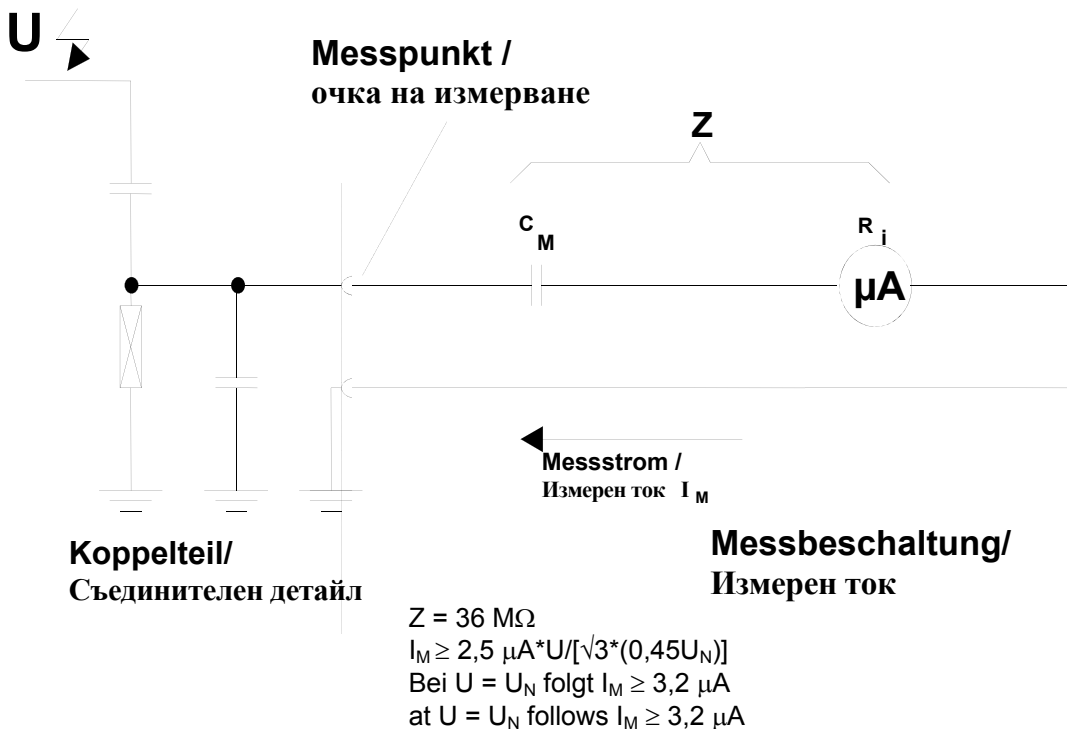 U
Messpunkt /
очка на измерване
Z
C M
R i
µA
Messstrom /
Измерен ток I M
Koppelteil/
Съединителен детайл
Messbeschaltung/
Измерен ток
Z = 36 MΩ
I_M ≥ 2,5 µA*U/[√3*(0,45U_N)]
Bei U = U_N folgt I_M ≥ 3,2 µA
at U = U_N follows I_M ≥ 3,2 µA